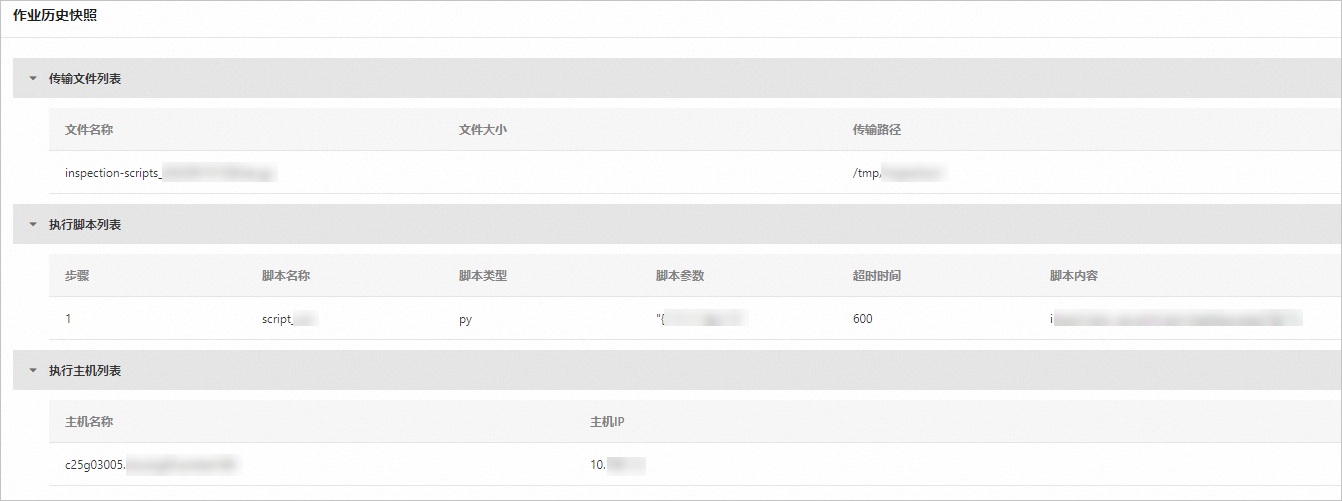 作业历史快照
传输文件列表
文件名称 文件大小 传输路径
inspection-scripts_ /tmp/
执行脚本列表
步骤 脚本名称 脚本类型 脚本参数 超时时间 脚本内容
1 script_ py "{ 600 i
执行主机列表
主机名称 主机IP
c25g03005. 10.